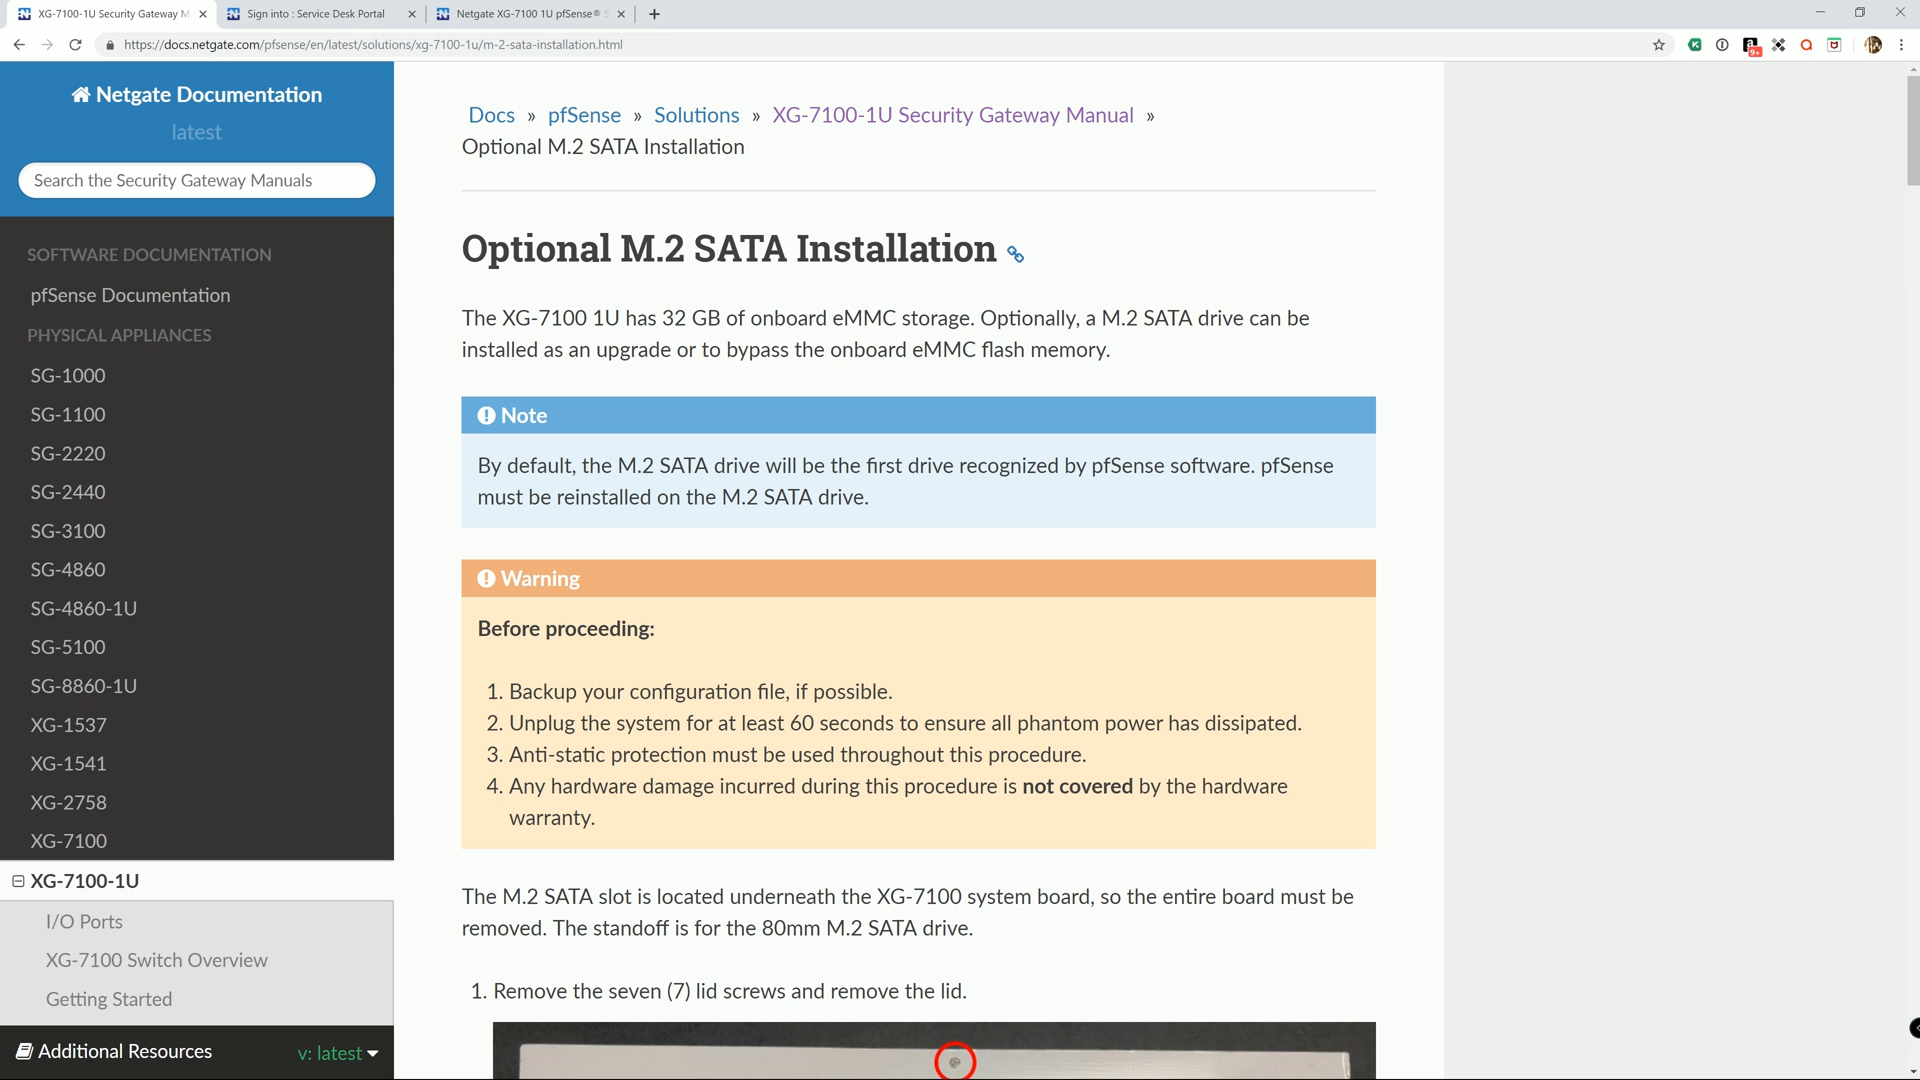 XG-7100-1U Security Gateway M
Sign into : Service Desk Portal
Netgate XG-7100 1U pfSense® S
https://docs.netgate.com/pfsense/en/latest/solutions/xg-7100-1u/m-2-sata-installation.html
9+
Netgate Documentation
latest
Search the Security Gateway Manuals
SOFTWARE DOCUMENTATION
pfSense Documentation
PHYSICAL APPLIANCES
SG-1000
SG-1100
SG-2220
SG-2440
SG-3100
SG-4860
SG-4860-1U
SG-5100
SG-8860-1U
XG-1537
XG-1541
XG-2758
XG-7100
XG-7100-1U
I/O Ports
XG-7100 Switch Overview
Getting Started
Additional Resources v: latest
Docs » pfSense » Solutions » XG-7100-1U Security Gateway Manual »
Optional M.2 SATA Installation
Optional M.2 SATA Installation
The XG-7100 1U has 32 GB of onboard eMMC storage. Optionally, a M.2 SATA drive can be
installed as an upgrade or to bypass the onboard eMMC flash memory.
Note
By default, the M.2 SATA drive will be the first drive recognized by pfSense software. pfSense
must be reinstalled on the M.2 SATA drive.
Warning
Before proceeding:
1. Backup your configuration file, if possible.
2. Unplug the system for at least 60 seconds to ensure all phantom power has dissipated.
3. Anti-static protection must be used throughout this procedure.
4. Any hardware damage incurred during this procedure is not covered by the hardware
warranty.
The M.2 SATA slot is located underneath the XG-7100 system board, so the entire board must be
removed. The standoff is for the 80mm M.2 SATA drive.
1. Remove the seven (7) lid screws and remove the lid.